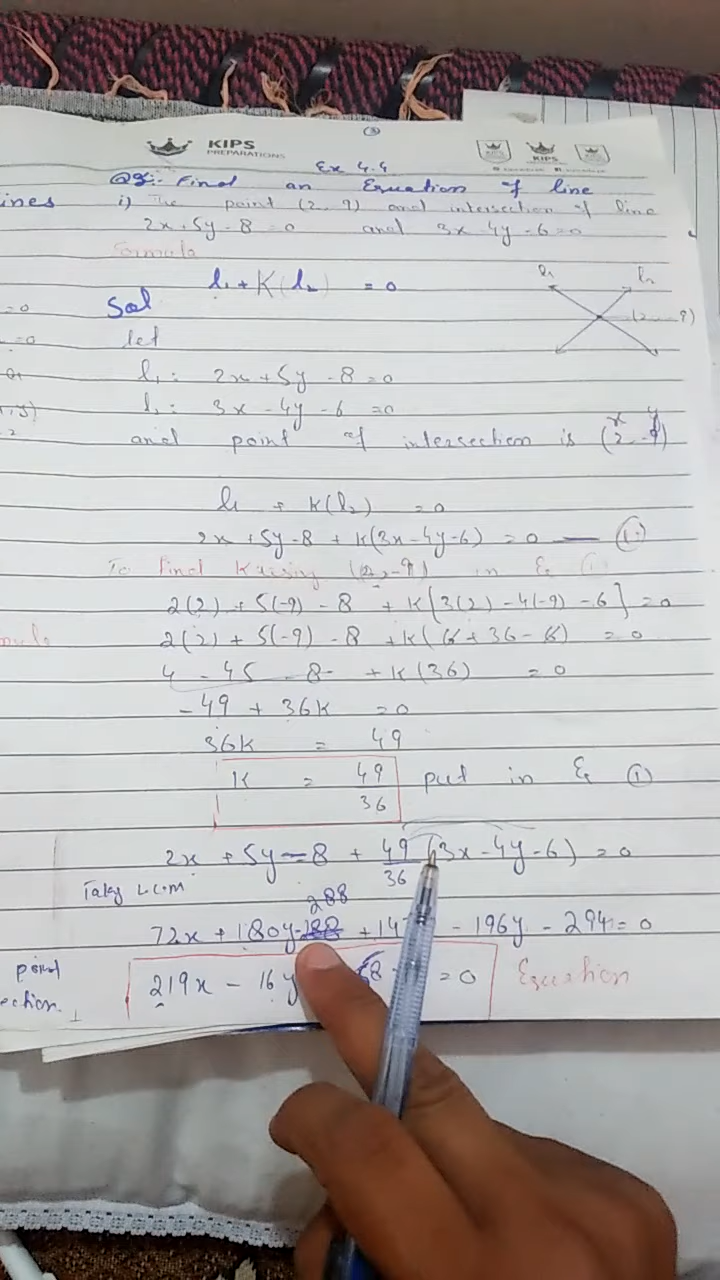 KIPS
PREPARATIONS
Ex 4.4
Find an Equation of line
i) The point (2, -9) and intersection of line
2x+5y-8=0 and 3x-4y-6=0
Formula
l₁ + K(l₂) = 0
l₁ l₂
Sol
let
l₁: 2x+5y-8=0
3x-4y-6=0
and point of intersection is (2, -9)
x y
l₁ + K(l₂) = 0
2x+5y-8 + K(3x-4y-6) = 0 —
To find K using (2,-9) in Eq (i)
2(2) + 5(-9) - 8 + K[3(2) - 4(-9) - 6] = 0
2(2) + 5(-9) - 8 + K(6 + 36 - 6) = 0
4 - 45 - 8 + K(36) = 0
-49 + 36K = 0
36K = 49
K = 49/36 put in Eq ①
2x + 5y - 8 + 49/36 (3x-4y-6) = 0
Taking L.C.M
288
72x + 180y - + 14 - 196y - 294 = 0
219x - 16y = 0 Equation
point
ection.
ines
=0
=0